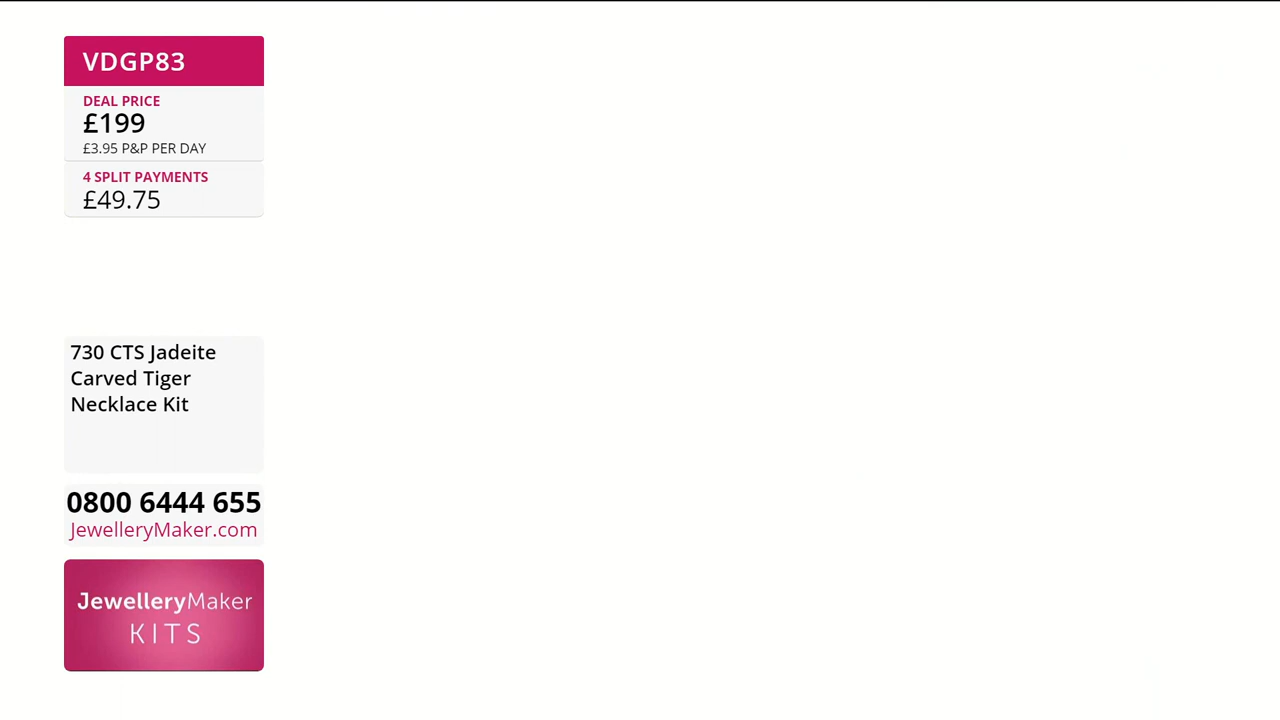 VDGP83
DEAL PRICE
£199
£3.95 P&P PER DAY
4 SPLIT PAYMENTS
£49.75
730 CTS Jadeite
Carved Tiger
Necklace Kit
0800 6444 655
JewelleryMaker.com
JewelleryMaker
KITS